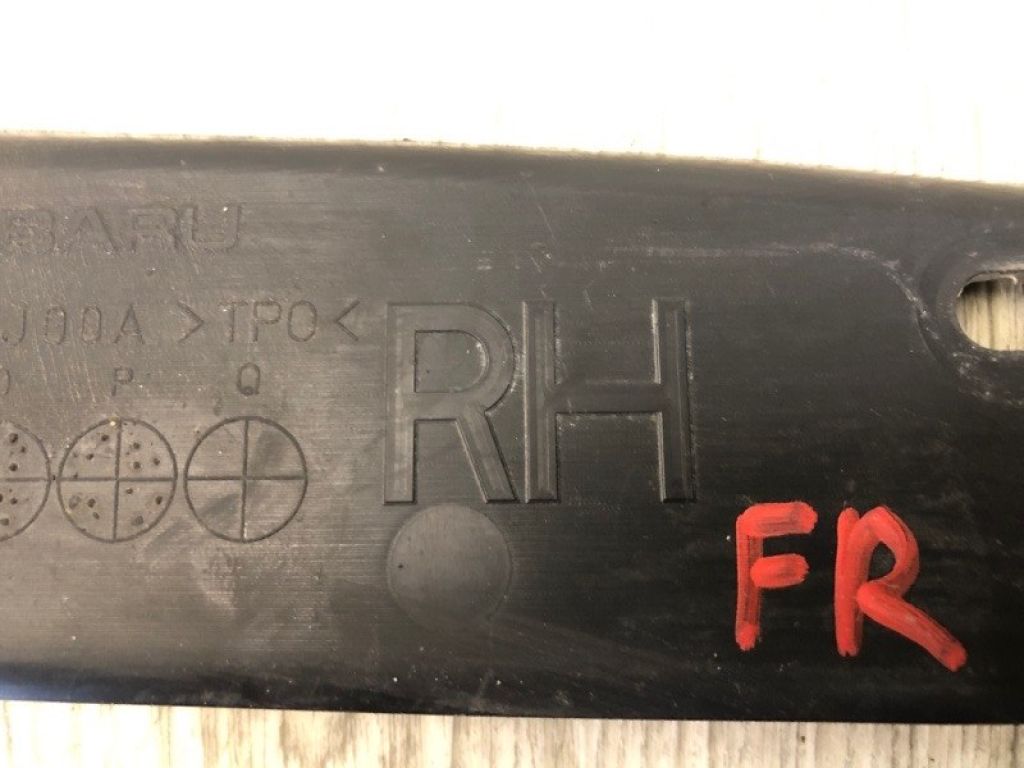 BARU
J00A >TPO< RH
P Q
FR